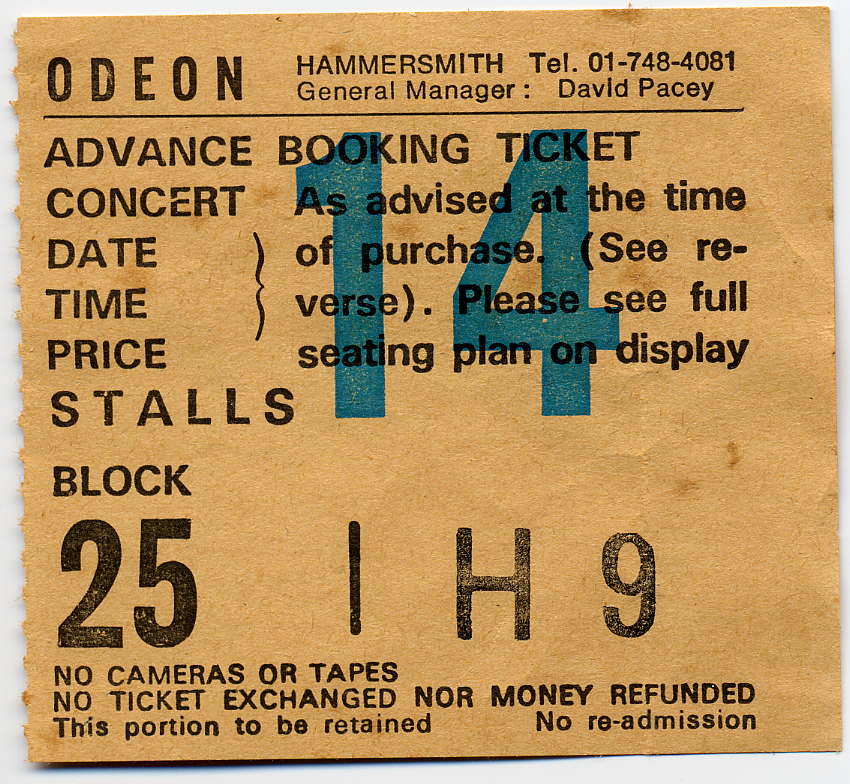 ODEON HAMMERSMITH Tel. 01-748-4081
General Manager: David Pacey
14
ADVANCE BOOKING TICKET
CONCERT As advised at the time
DATE } of purchase. (See re-
TIME verse). Please see full
PRICE seating plan on display
STALLS
BLOCK
25 I H 9
NO CAMERAS OR TAPES
NO TICKET EXCHANGED NOR MONEY REFUNDED
This portion to be retained No re-admission